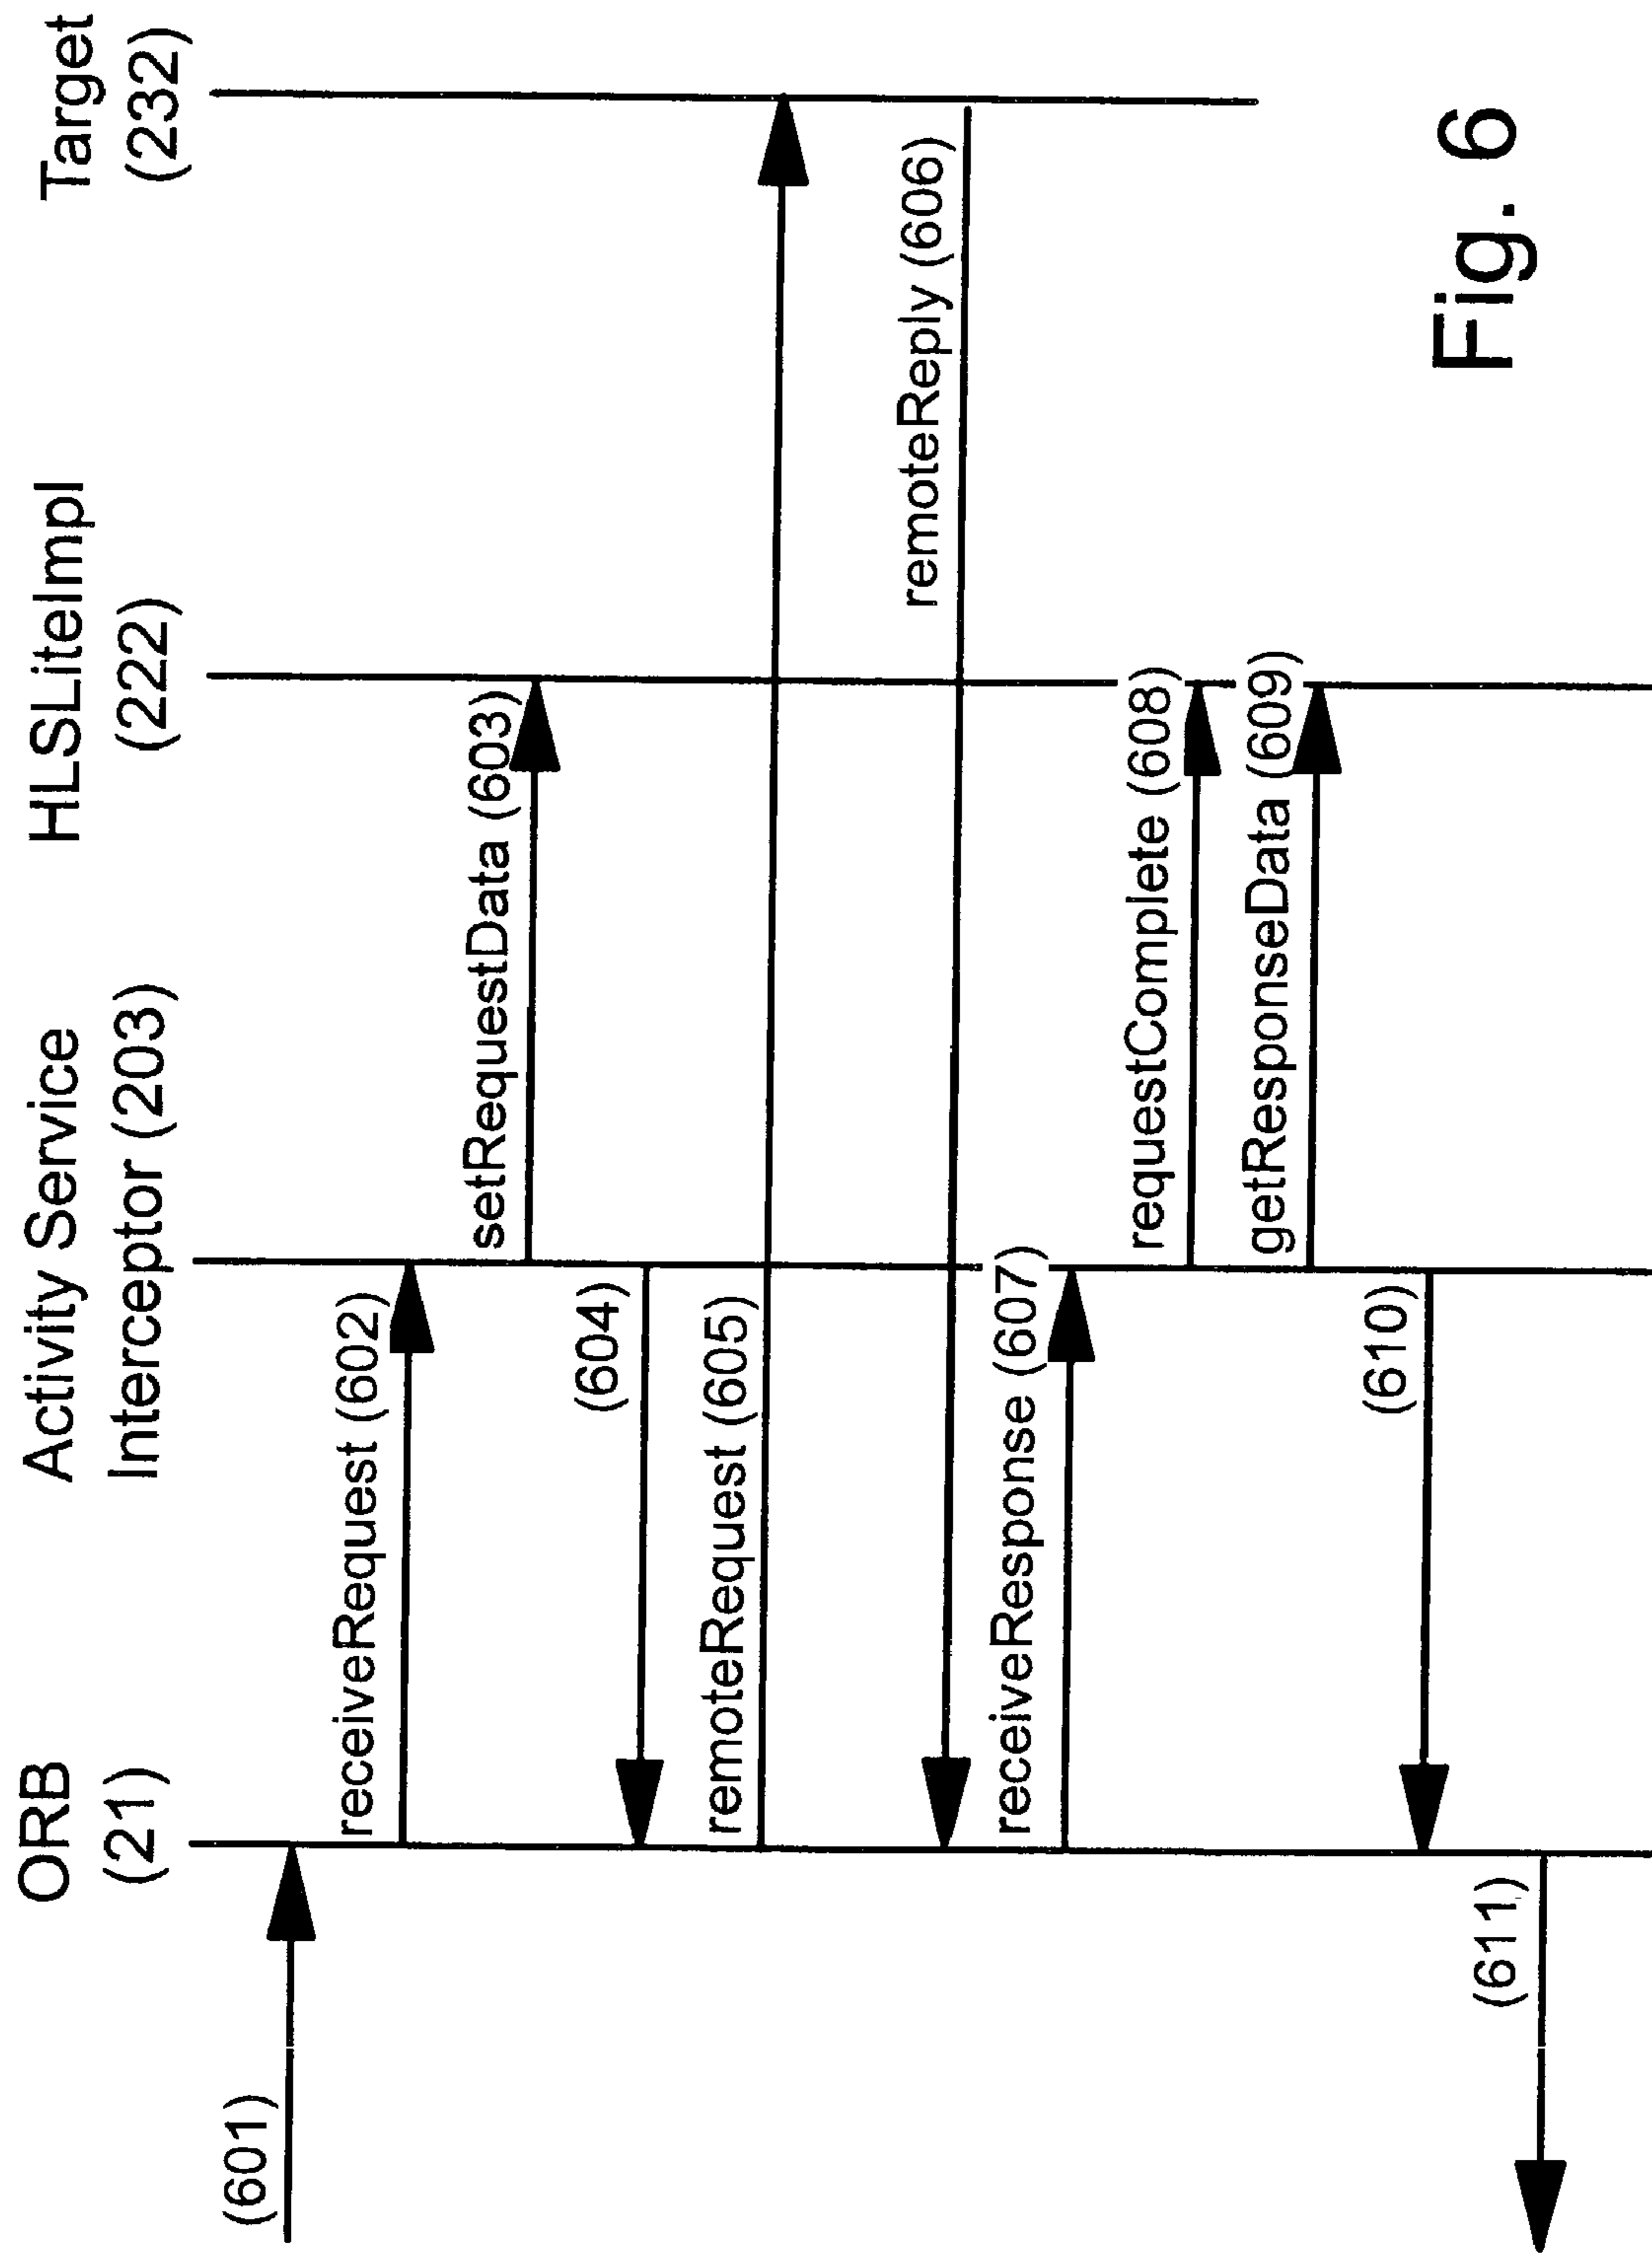 ORB
(21)
Activity Service
Interceptor (203)
HLSLiteImpl
(222)
Target
(232)
(601)
receiveRequest (602)
setRequestData (603)
(604)
remoteRequest (605)
remoteReply (606)
receiveResponse (607)
requestComplete (608)
getResponseData (609)
(610)
(611)
Fig. 6